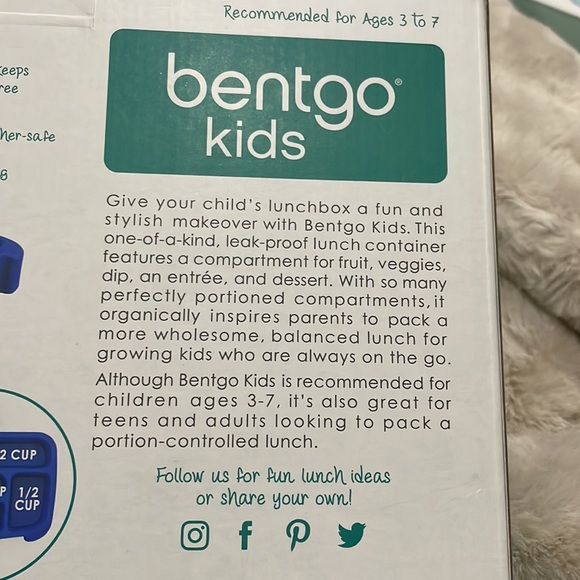 Recommended for Ages 3 to 7
bentgo®
kids
Give your child's lunchbox a fun and
stylish makeover with Bentgo Kids. This
one-of-a-kind, leak-proof lunch container
features a compartment for fruit, veggies,
dip, an entrée, and dessert. With so many
perfectly portioned compartments, it
organically inspires parents to pack a
more wholesome, balanced lunch for
growing kids who are always on the go.
Although Bentgo Kids is recommended for
children ages 3-7, it's also great for
teens and adults looking to pack a
portion-controlled lunch.
Follow us for fun lunch ideas
or share your own!
2 CUP
1/2
CUP